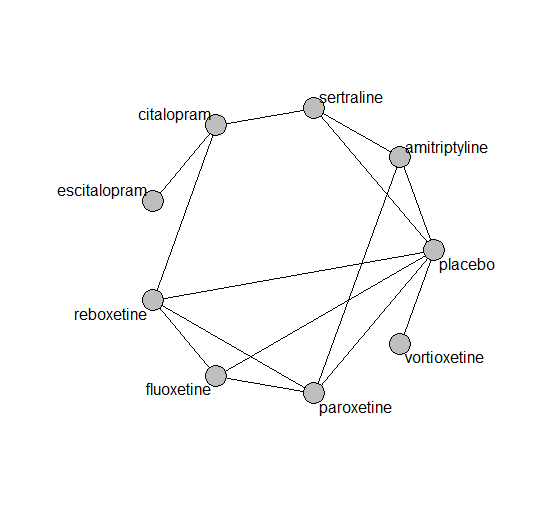 sertraline
citalopram
amitriptyline
escitalopram
placebo
reboxetine
vortioxetine
fluoxetine
paroxetine